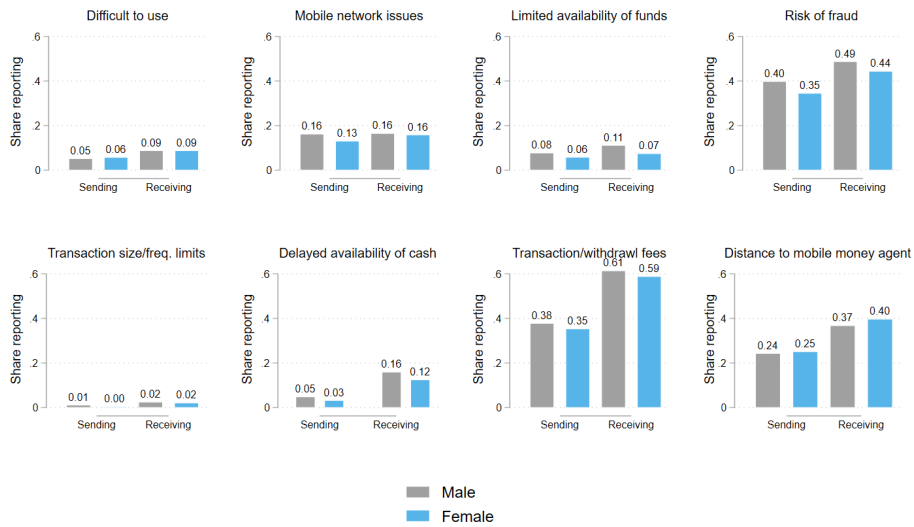 Difficult to use
Share reporting
.6
.4
.2
0
0.05
0.06
0.09
0.09
Sending
Receiving
Mobile network issues
Share reporting
.6
.4
.2
0
0.16
0.13
0.16
0.16
Sending
Receiving
Limited availability of funds
Share reporting
.6
.4
.2
0
0.08
0.06
0.11
0.07
Sending
Receiving
Risk of fraud
Share reporting
.6
.4
.2
0
0.40
0.35
0.49
0.44
Sending
Receiving
Transaction size/freq. limits
Share reporting
.6
.4
.2
0
0.01
0.00
0.02
0.02
Sending
Receiving
Delayed availability of cash
Share reporting
.6
.4
.2
0
0.05
0.03
0.16
0.12
Sending
Receiving
Transaction/withdrawl fees
Share reporting
.6
.4
.2
0
0.38
0.35
0.61
0.59
Sending
Receiving
Distance to mobile money agent
Share reporting
.6
.4
.2
0
0.24
0.25
0.37
0.40
Sending
Receiving
Male
Female